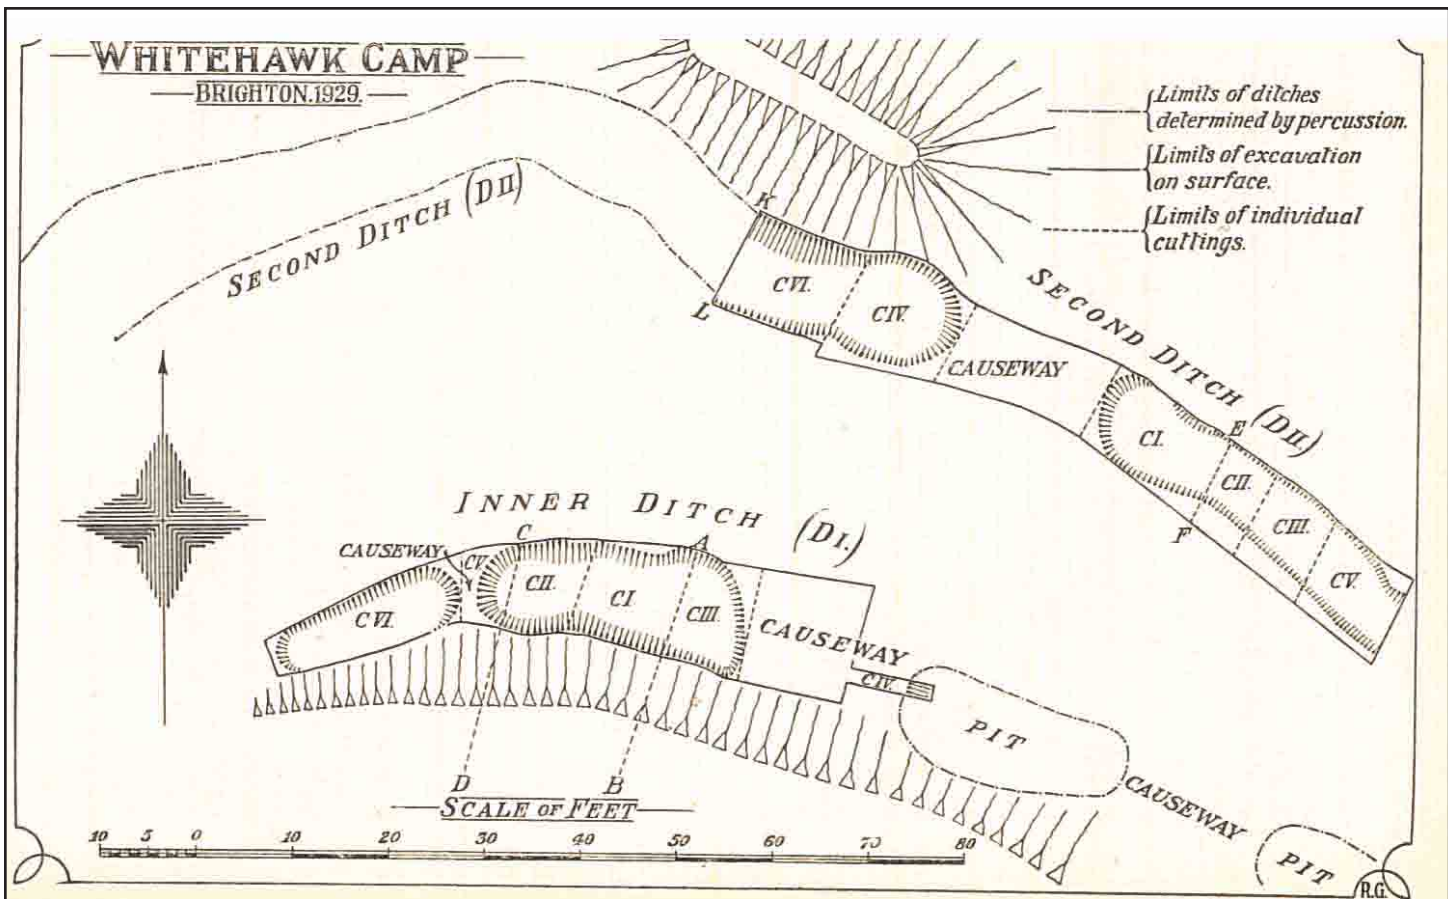 WHITEHAWK CAMP
BRIGHTON.1929.
Limits of ditches
determined by percussion.
Limits of excavation
on surface.
Limits of individual
cuttings.
SECOND DITCH (DII)
K
L
CVI.
CIV.
CAUSEWAY
SECOND DITCH (DII.)
CI.
E
F
CII.
CIII.
CV.
INNER DITCH (DI.)
CAUSEWAY
CV.
C
A
CVI.
CII.
CI.
CIII.
CAUSEWAY
CIV.
PIT
D
B
CAUSEWAY
PIT
SCALE OF FEET
10 5 0 10 20 30 40 50 60 70 80
R.G.